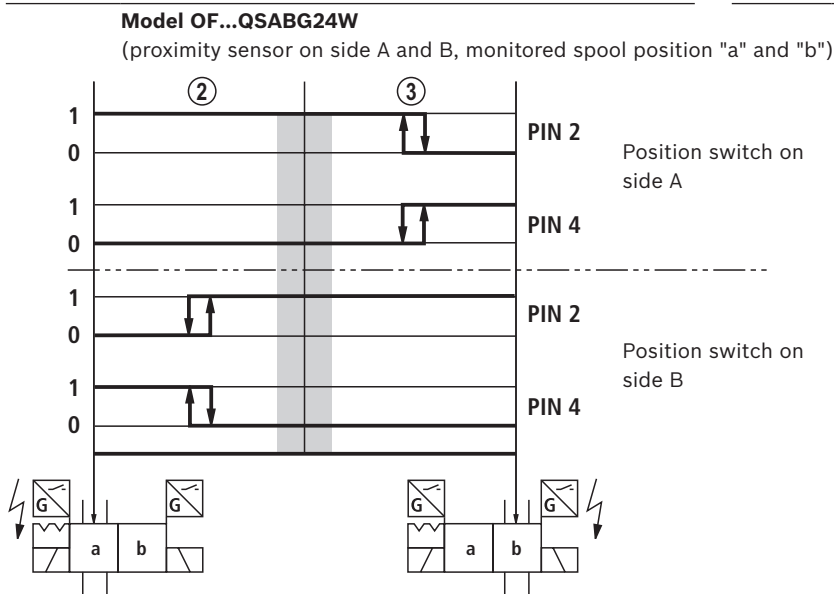 Model OF...QSABG24W
(proximity sensor on side A and B, monitored spool position "a" and "b")
2 3
1
0
PIN 2
Position switch on
side A
1
0
PIN 4
1
0
PIN 2
Position switch on
side B
1
0
PIN 4
G G G G
a b a b